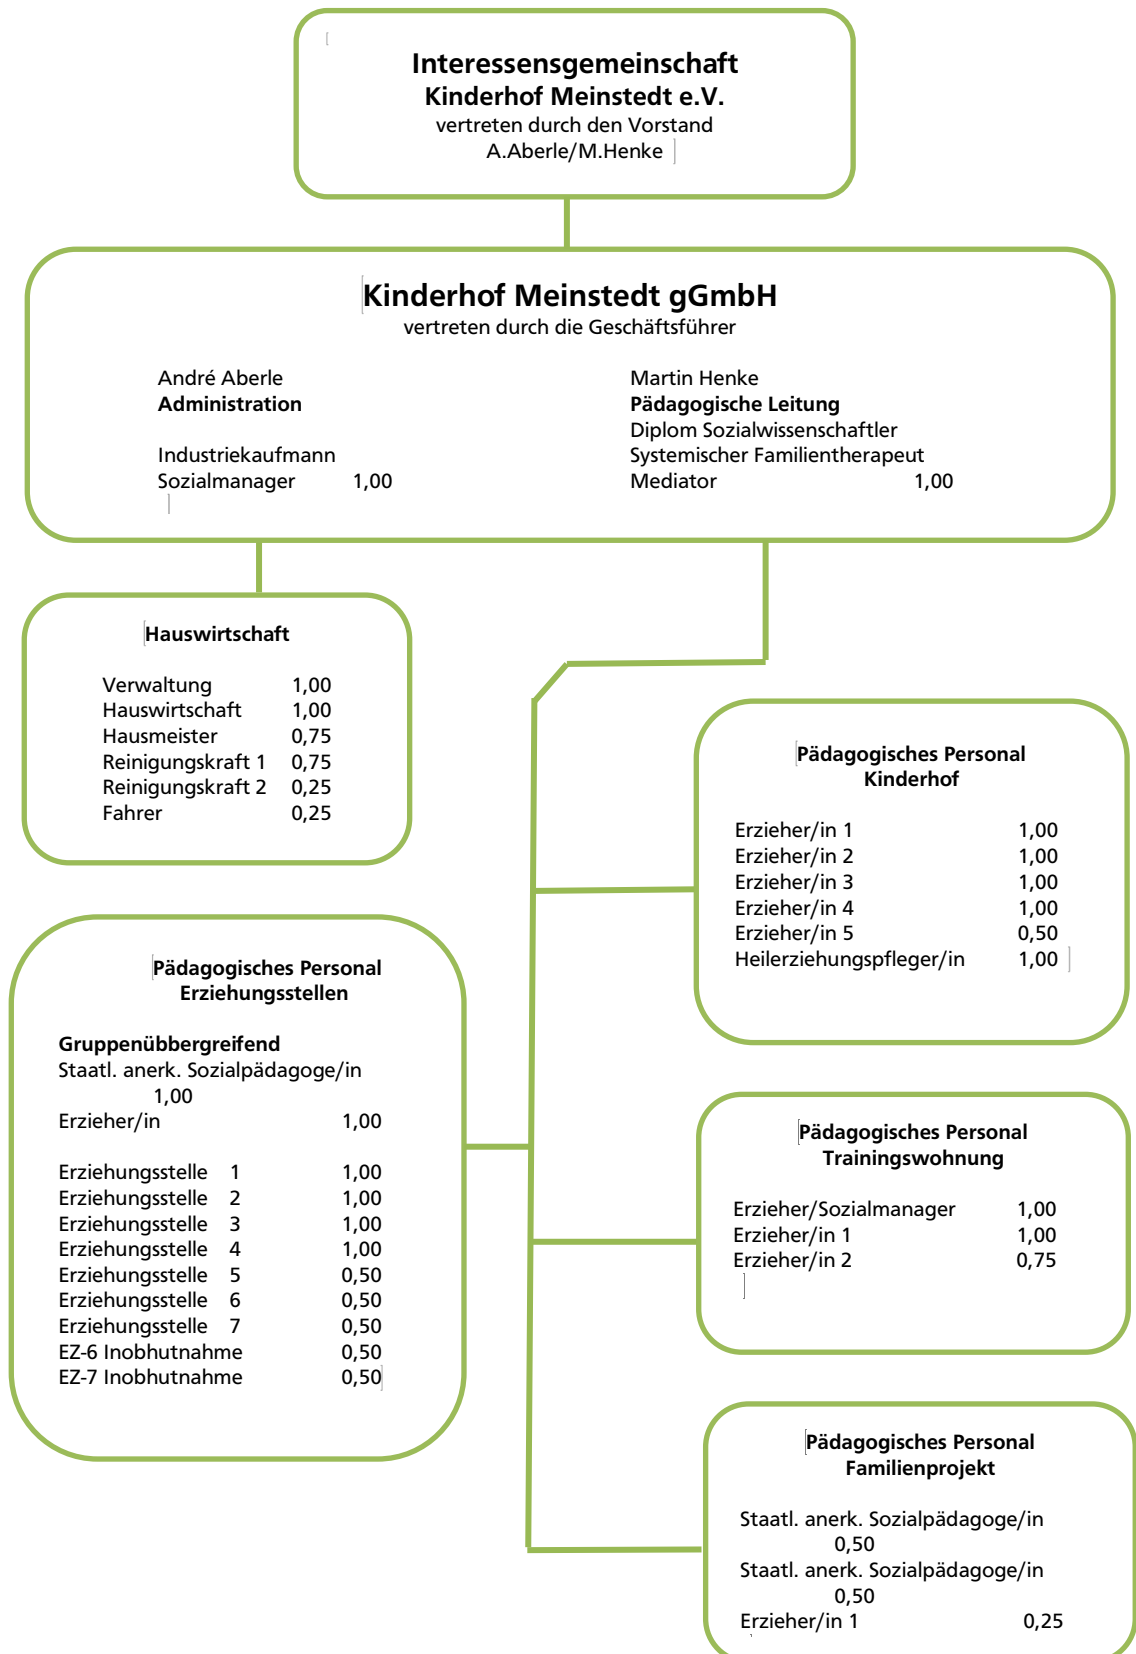 Interessensgemeinschaft
Kinderhof Meinstedt e.V.
vertreten durch den Vorstand
A.Aberle/M.Henke
Kinderhof Meinstedt gGmbH
vertreten durch die Geschäftsführer
André Aberle
Administration
Industriekaufmann
Sozialmanager 1,00
Martin Henke
Pädagogische Leitung
Diplom Sozialwissenschaftler
Systemischer Familientherapeut
Mediator 1,00
Hauswirtschaft
Verwaltung 1,00
Hauswirtschaft 1,00
Hausmeister 0,75
Reinigungskraft 1 0,75
Reinigungskraft 2 0,25
Fahrer 0,25
Pädagogisches Personal
Kinderhof
Erzieher/in 1 1,00
Erzieher/in 2 1,00
Erzieher/in 3 1,00
Erzieher/in 4 1,00
Erzieher/in 5 0,50
Heilerziehungspfleger/in 1,00
Pädagogisches Personal
Erziehungsstellen
Gruppenübbergreifend
Staatl. anerk. Sozialpädagoge/in
1,00
Erzieher/in 1,00
Erziehungsstelle 1 1,00
Erziehungsstelle 2 1,00
Erziehungsstelle 3 1,00
Erziehungsstelle 4 1,00
Erziehungsstelle 5 0,50
Erziehungsstelle 6 0,50
Erziehungsstelle 7 0,50
EZ-6 Inobhutnahme 0,50
EZ-7 Inobhutnahme 0,50
Pädagogisches Personal
Trainingswohnung
Erzieher/Sozialmanager 1,00
Erzieher/in 1 1,00
Erzieher/in 2 0,75
Pädagogisches Personal
Familienprojekt
Staatl. anerk. Sozialpädagoge/in
0,50
Staatl. anerk. Sozialpädagoge/in
0,50
Erzieher/in 1 0,25